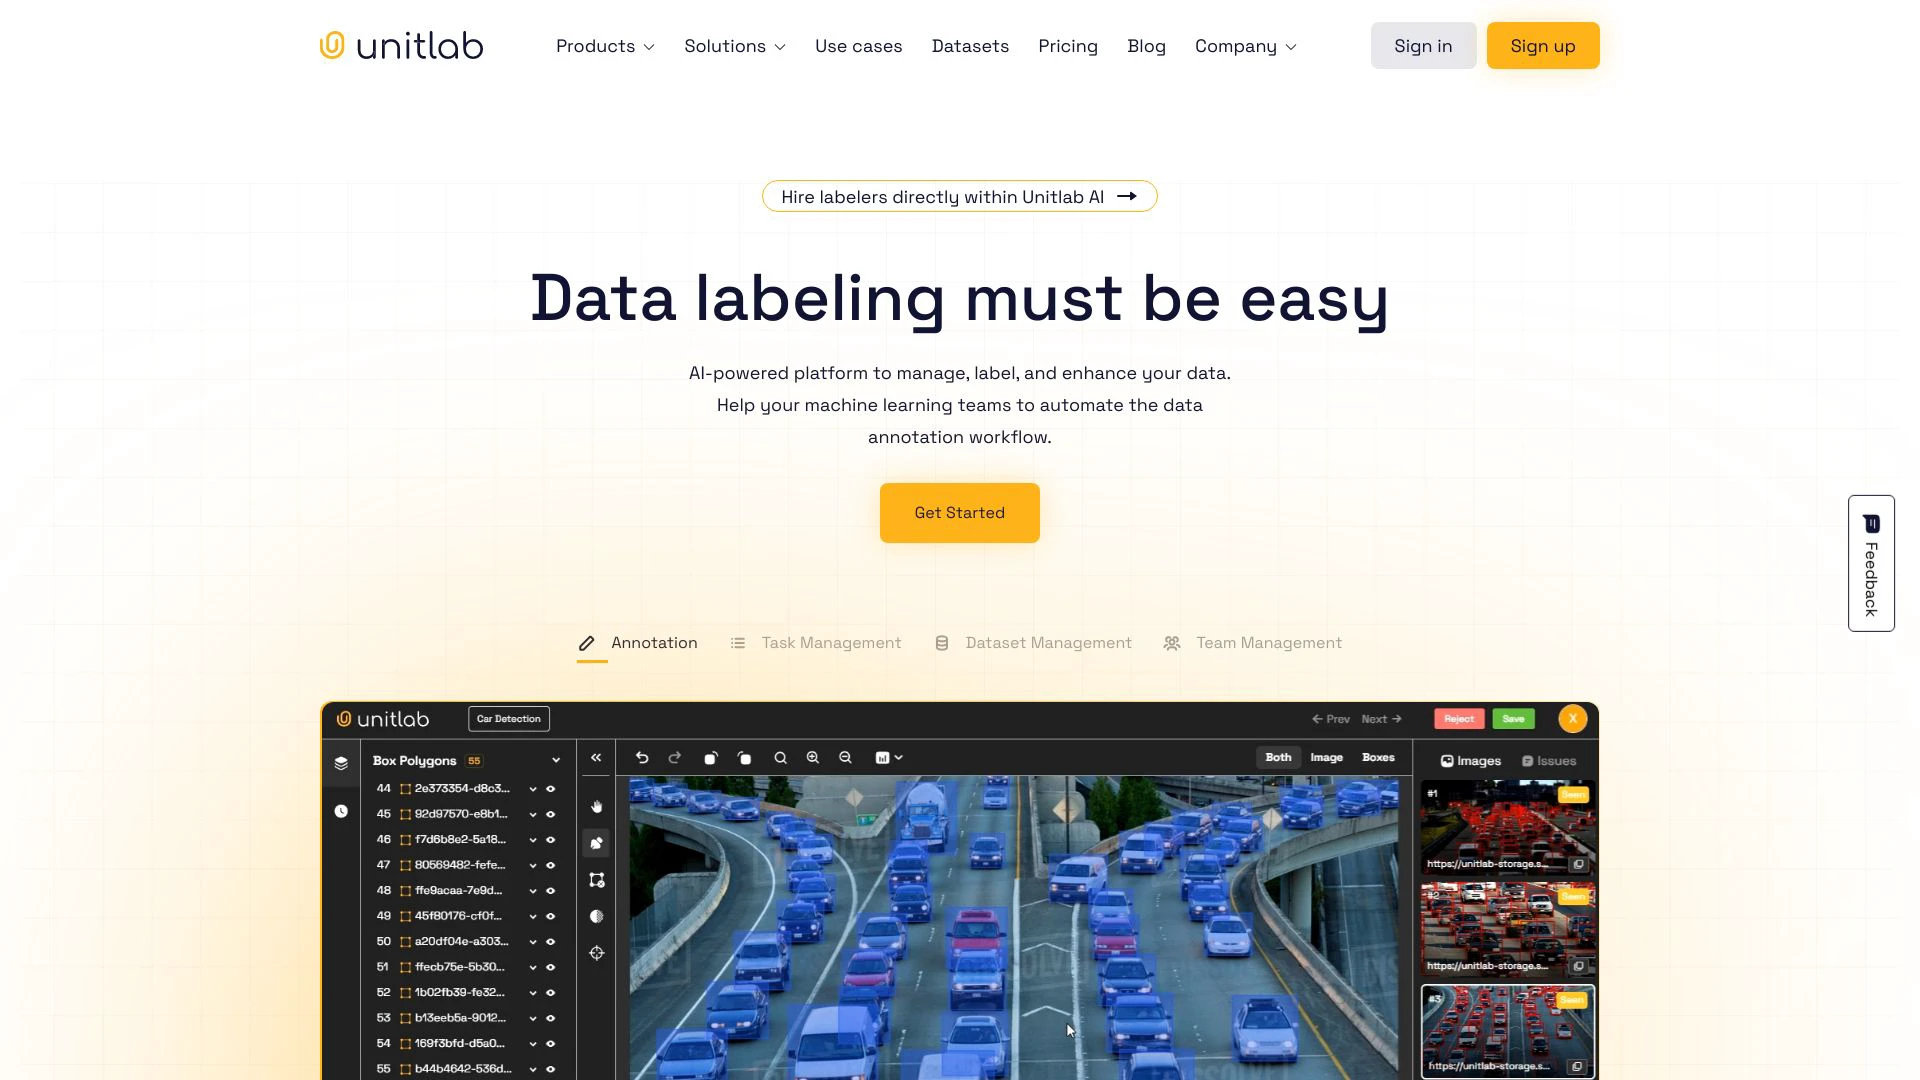 unitlab
Products
Solutions
Use cases
Datasets
Pricing
Blog
Company
Sign in
Sign up
Hire labelers directly within Unitlab AI
Data labeling must be easy
AI-powered platform to manage, label, and enhance your data.
Help your machine learning teams to automate the data
annotation workflow.
Get Started
Feedback
Annotation
Task Management
Dataset Management
Team Management
unitlab
Car Detection
Prev
Next
Reject
Save
X
Box Polygons 55
Both
Image
Boxes
Images
Issues
44 2e373354-d8c3...
45 92d97570-e8b1...
46 f7d6b8e2-5a18...
47 80569482-fefe...
48 ffe9acaa-7e9d...
49 45f80176-cf0f...
50 a20df04e-a303...
51 ffecb75e-5b30...
52 1b02fb39-fe32...
53 b13eeb5a-9012...
54 169f3bfd-d5a0...
55 b44b4642-536d...
#1
Seen
https://unitlab-storage.s...
#2
Seen
https://unitlab-storage.s...
#3
Seen
https://unitlab-storage.s...